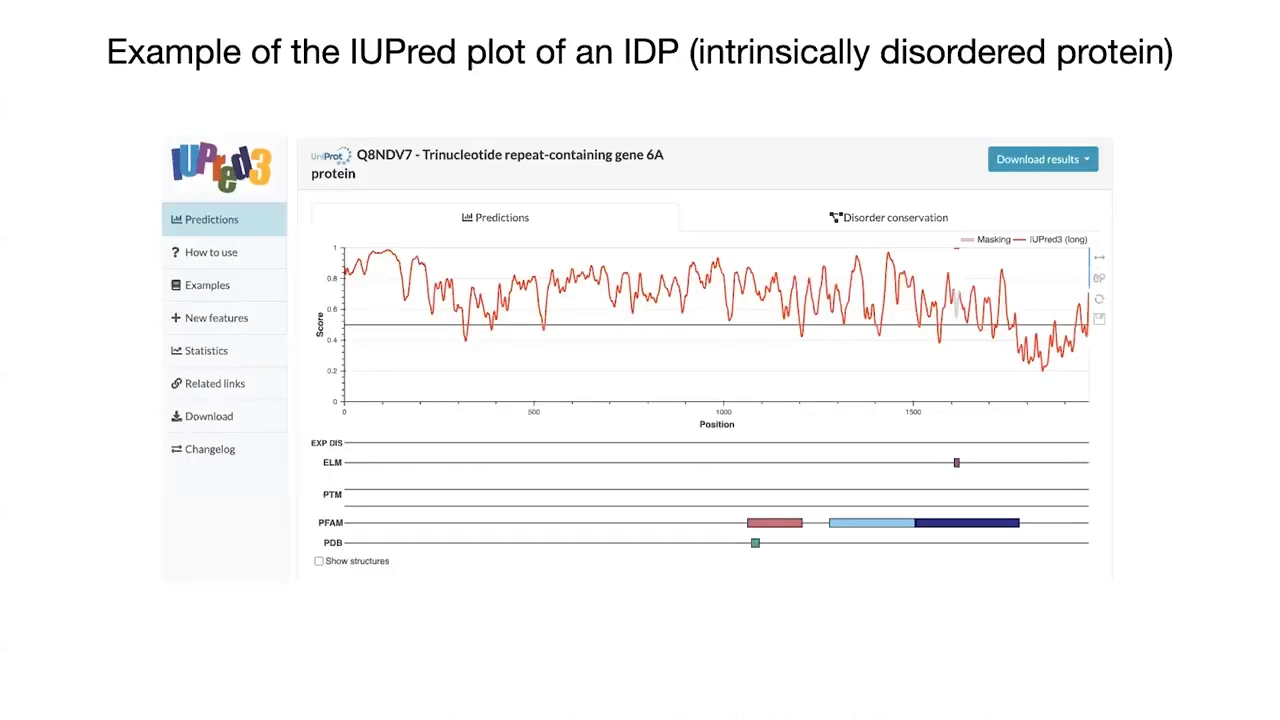 Example of the IUPred plot of an IDP (intrinsically disordered protein)
IUPred3
Predictions
? How to use
Examples
+ New features
Statistics
Related links
Download
Changelog
UniProt Q8NDV7 - Trinucleotide repeat-containing gene 6A
protein
Download results
Predictions
Disorder conservation
Masking
IUPred3 (long)
1
0.8
0.6
0.4
0.2
0
Score
0
500
1000
1500
Position
EXP DIS
ELM
PTM
PFAM
PDB
Show structures